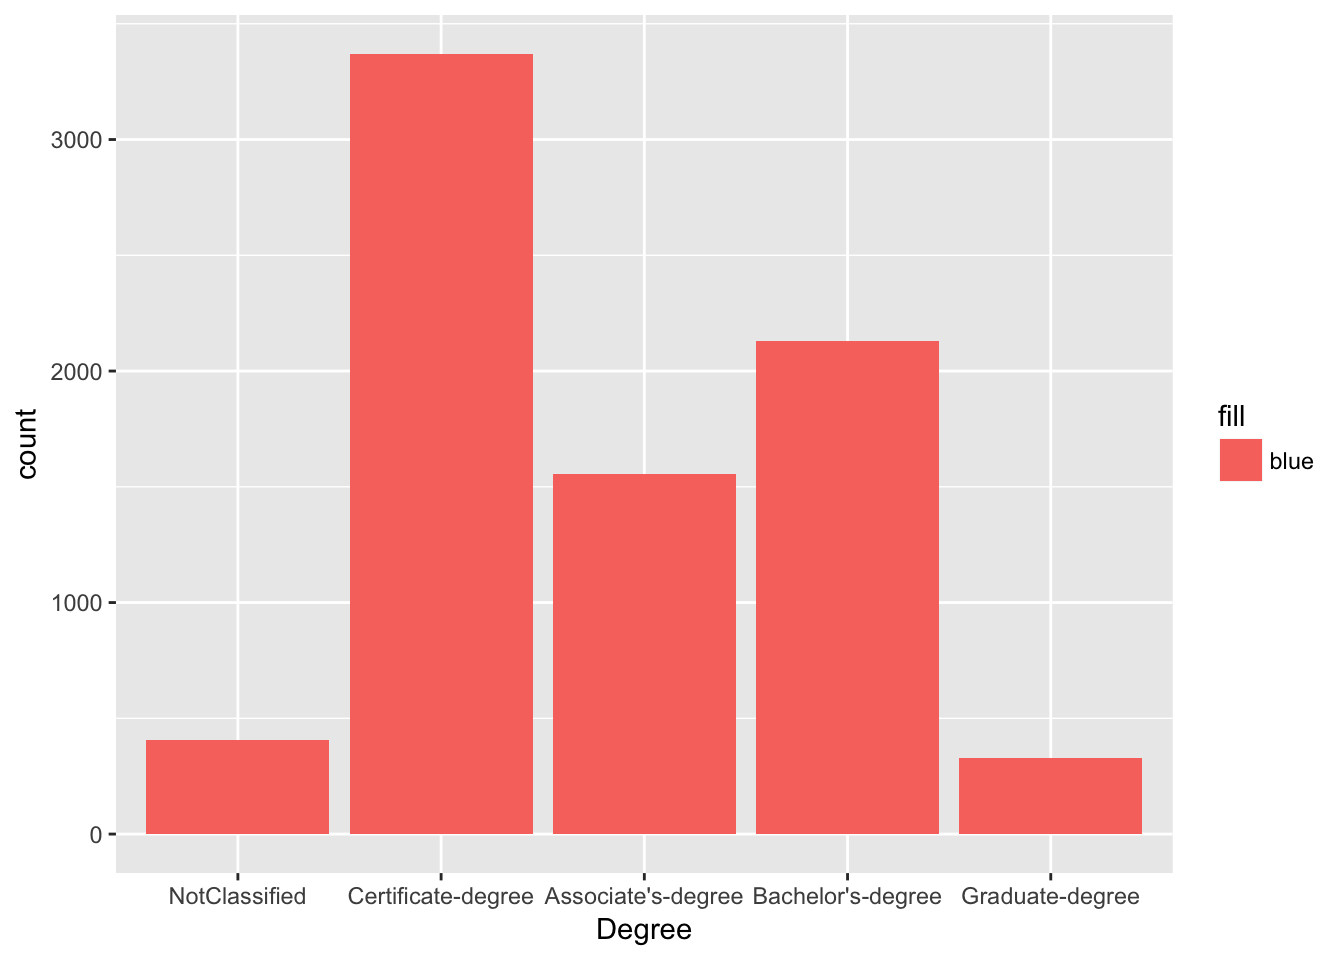 3000
2000
1000
0
count
NotClassified
Certificate-degree
Associate's-degree
Bachelor's-degree
Graduate-degree
Degree
fill
blue